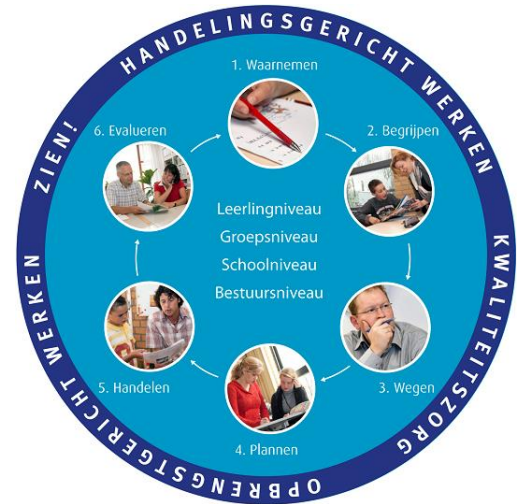 HANDELINGSGERICHT WERKEN
KWALITEITSZORG
OPBRENGSTGERICHT WERKEN
ZIEN!
1. Waarnemen
2. Begrijpen
3. Wegen
4. Plannen
5. Handelen
6. Evalueren
Leerlingniveau
Groepsniveau
Schoolniveau
Bestuursniveau